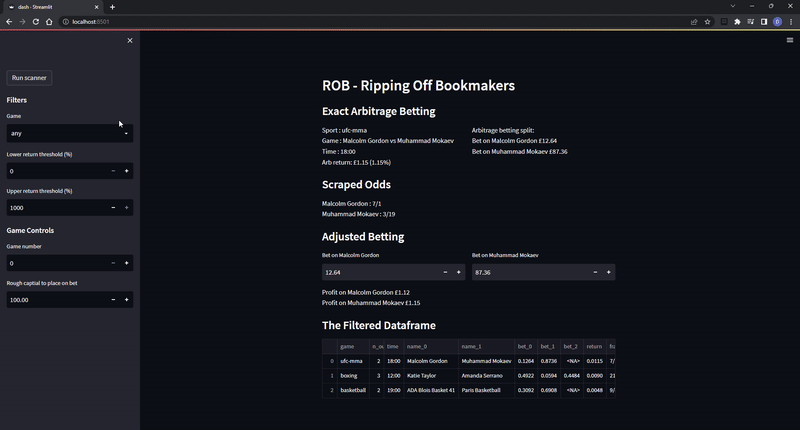 dash · Streamlit
localhost:8501
Run scanner
Filters
Game
any
Lower return threshold (%)
0
Upper return threshold (%)
1000
Game Controls
Game number
0
Rough captial to place on bet
100.00
ROB - Ripping Off Bookmakers
Exact Arbitrage Betting
Sport : ufc-mma
Game : Malcolm Gordon vs Muhammad Mokaev
Time : 18:00
Arb return: £1.15 (1.15%)
Arbitrage betting split:
Bet on Malcolm Gordon £12.64
Bet on Muhammad Mokaev £87.36
Scraped Odds
Malcolm Gordon : 7/1
Muhammad Mokaev : 3/19
Adjusted Betting
Bet on Malcolm Gordon Bet on Muhammad Mokaev
12.64 87.36
Profit on Malcolm Gordon £1.12
Profit on Muhammad Mokaev £1.15
The Filtered Dataframe
game n_ou time name_0 name_1 bet_0 bet_1 bet_2 return
0 ufc-mma 2 18:00 Malcolm Gordon Muhammad Mokaev 0.1264 0.8736 <NA> 0.0115 7/
1 boxing 3 12:00 Katie Taylor Amanda Serrano 0.4922 0.0594 0.4484 0.0090 21
2 basketball 2 19:00 ADA Blois Basket 41 Paris Basketball 0.3092 0.6908 <NA> 0.0048 9/